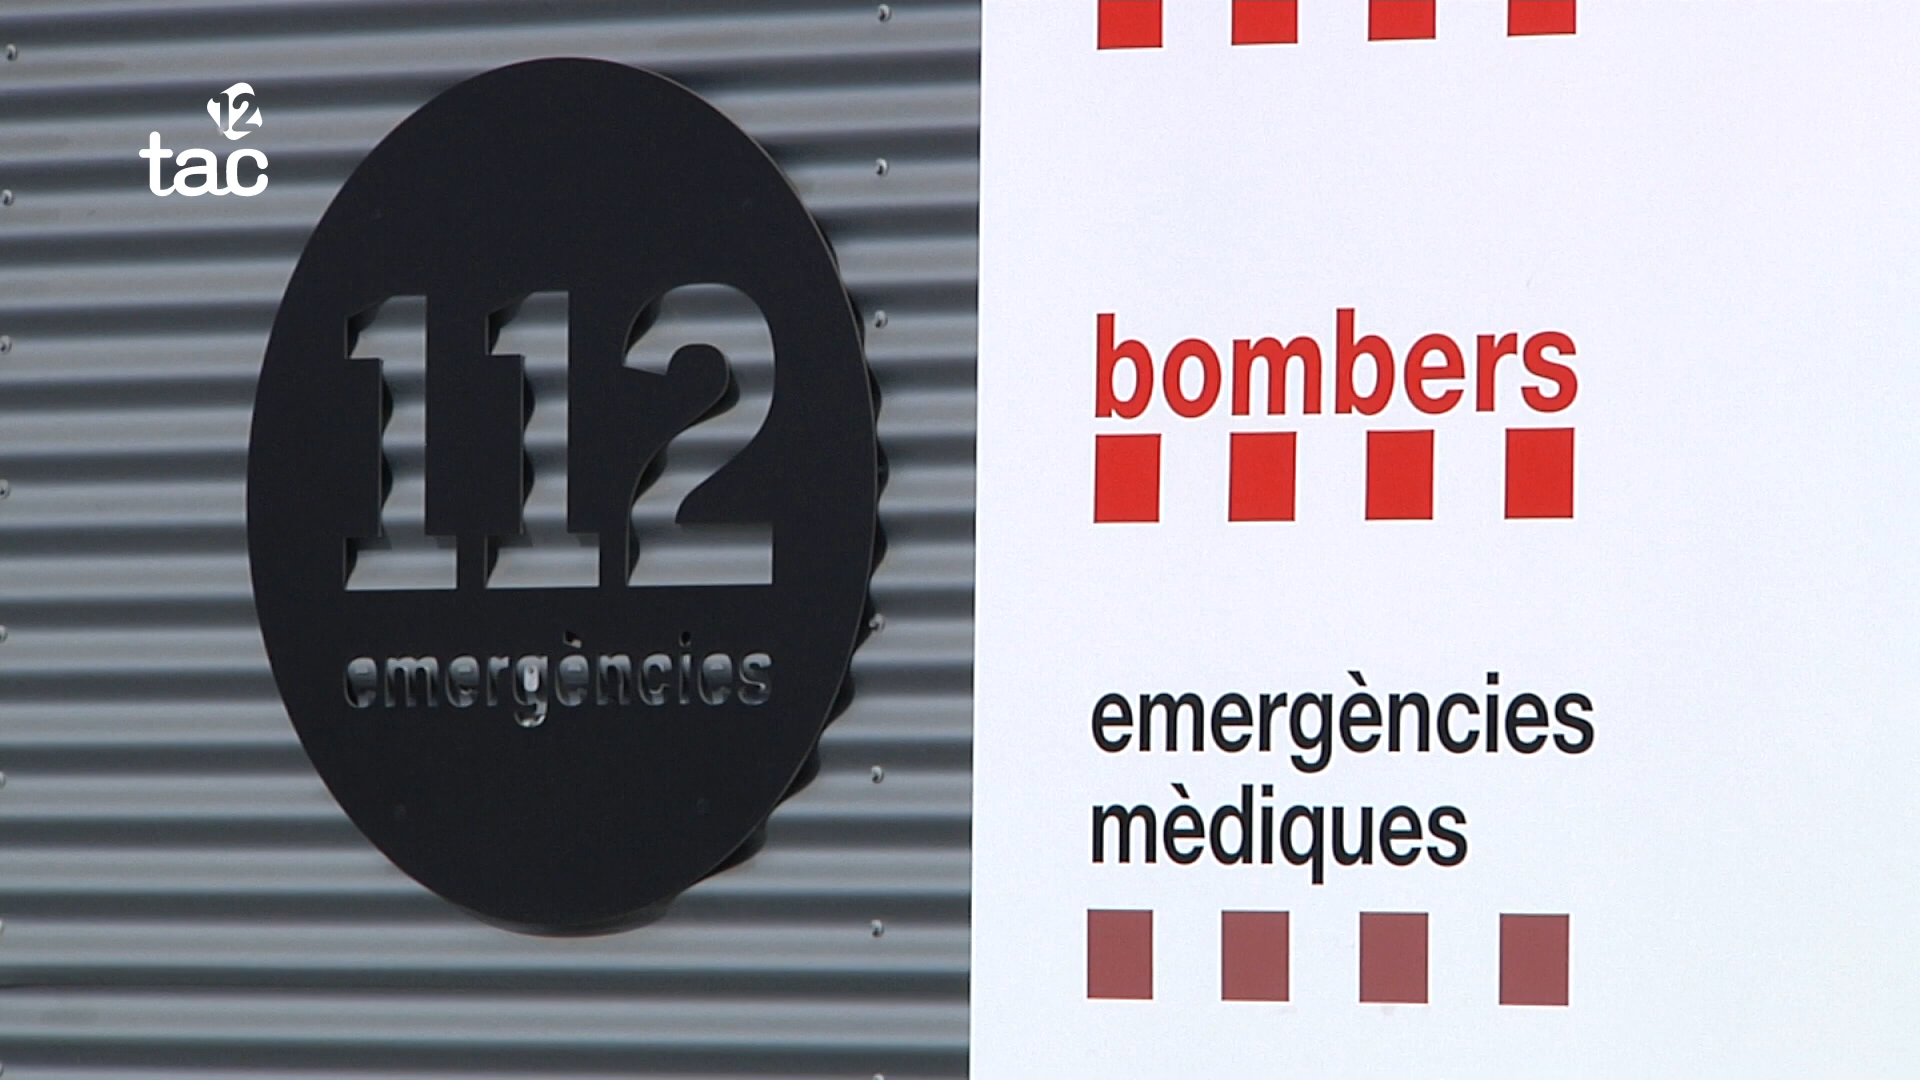 12
tac
112
emergències
bombers
emergències
mèdiques